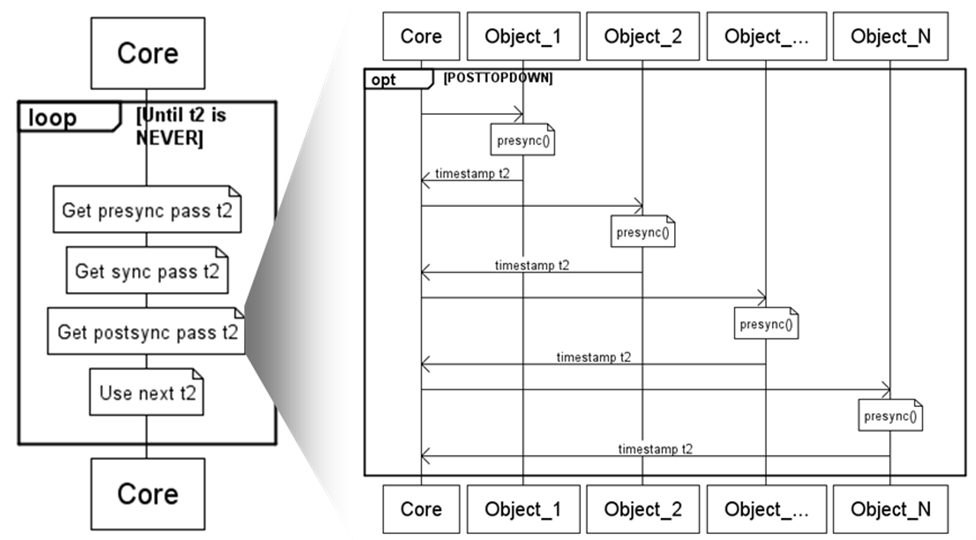 Core
loop
[Until t2 is
NEVER]
Get presync pass t2
Get sync pass t2
Get postsync pass t2
Use next t2
Core
Core
Object_1
Object_2
Object_...
Object_N
opt
[POSTTOPDOWN]
presync()
timestamp t2
presync()
timestamp t2
presync()
timestamp t2
presync()
timestamp t2
Core
Object_1
Object_2
Object_...
Object_N